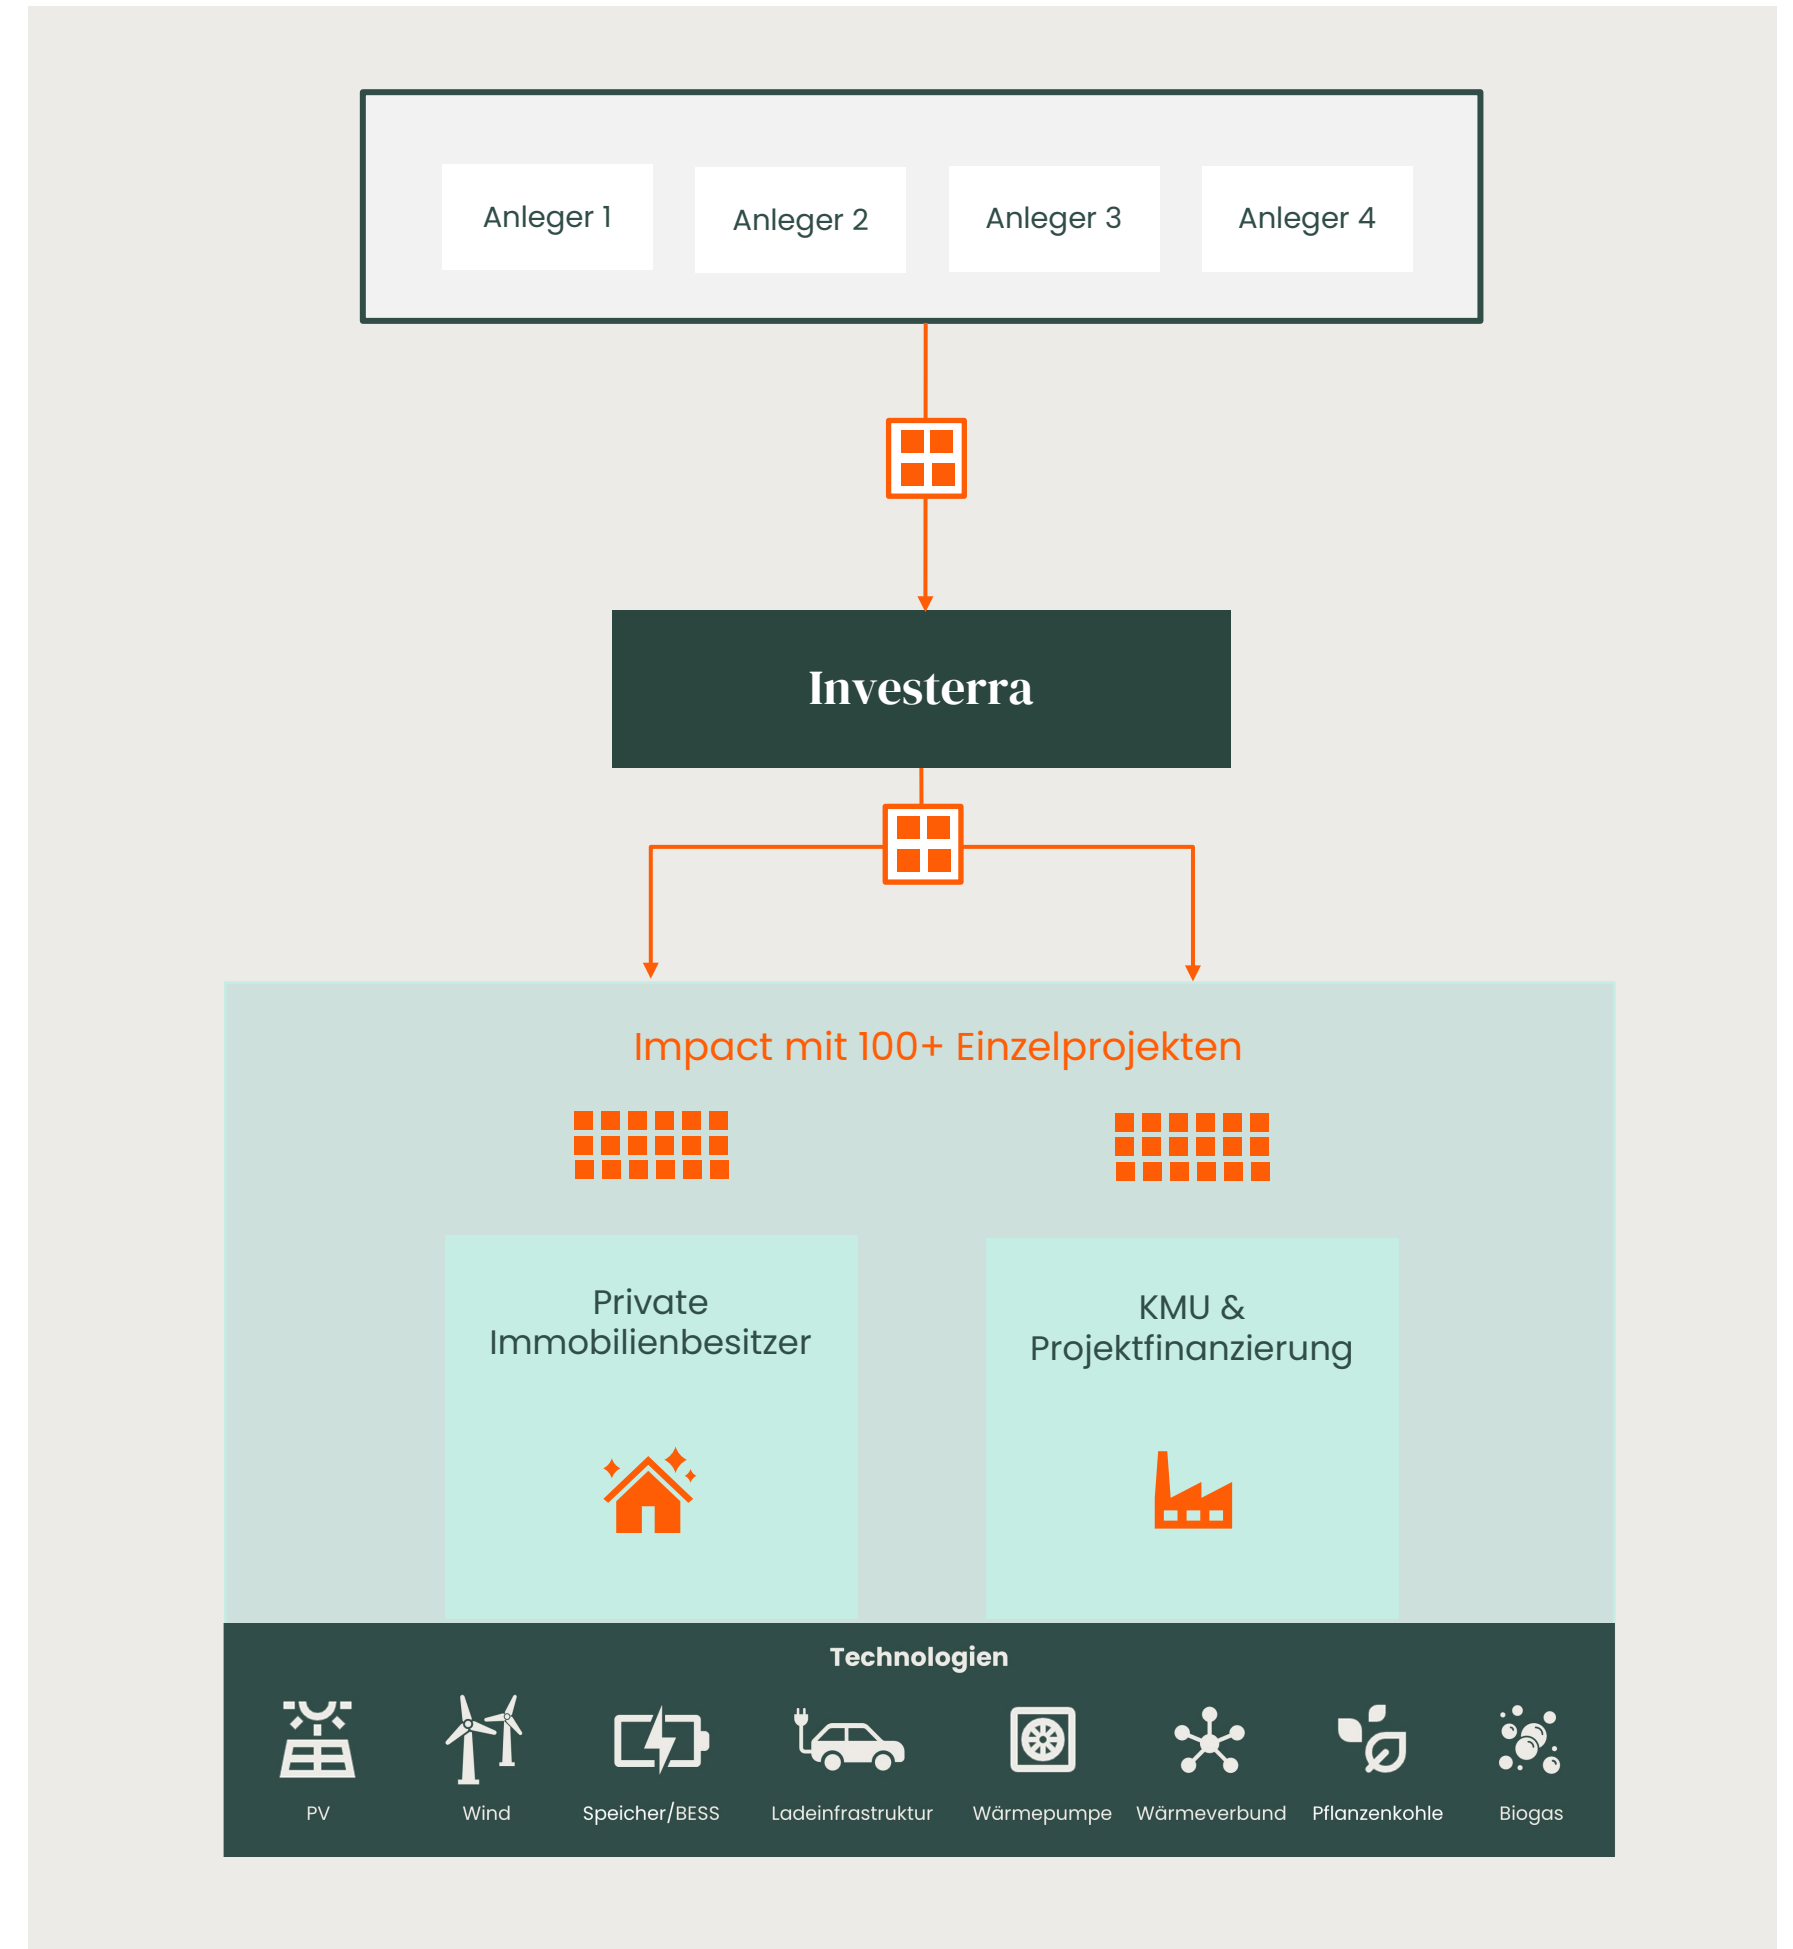 Anleger 1
Anleger 2
Anleger 3
Anleger 4
Investerra
Impact mit 100+ Einzelprojekten
Private
Immobilienbesitzer
KMU &
Projektfinanzierung
Technologien
PV
Wind
Speicher/BESS
Ladeinfrastruktur
Wärmepumpe
Wärmeverbund
Pflanzenkohle
Biogas